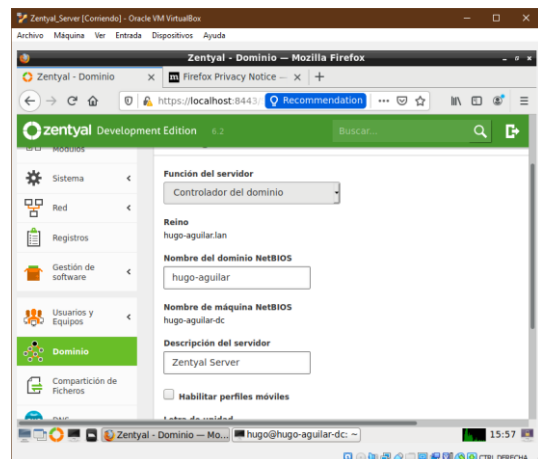 Zentyal_Server [Corriendo] - Oracle VM VirtualBox
Archivo Máquina Ver Entrada Dispositivos Ayuda
Zentyal - Dominio — Mozilla Firefox
Zentyal - Dominio × m Firefox Privacy Notice — × +
https://localhost:8443/ Recommendation
zentyal Development Edition 6.2 Buscar...
Módulos
Sistema
Red
Registros
Gestión de
software
Usuarios y
Equipos
Dominio
Compartición de
Ficheros
DNS
Función del servidor
Controlador del dominio
Reino
hugo-aguilar.lan
Nombre del dominio NetBIOS
hugo-aguilar
Nombre de máquina NetBIOS
hugo-aguilar-dc
Descripción del servidor
Zentyal Server
Habilitar perfiles móviles
Letra de unidad
Zentyal - Dominio — Mo... hugo@hugo-aguilar-dc: ~ 15:57
CTRL DERECHA